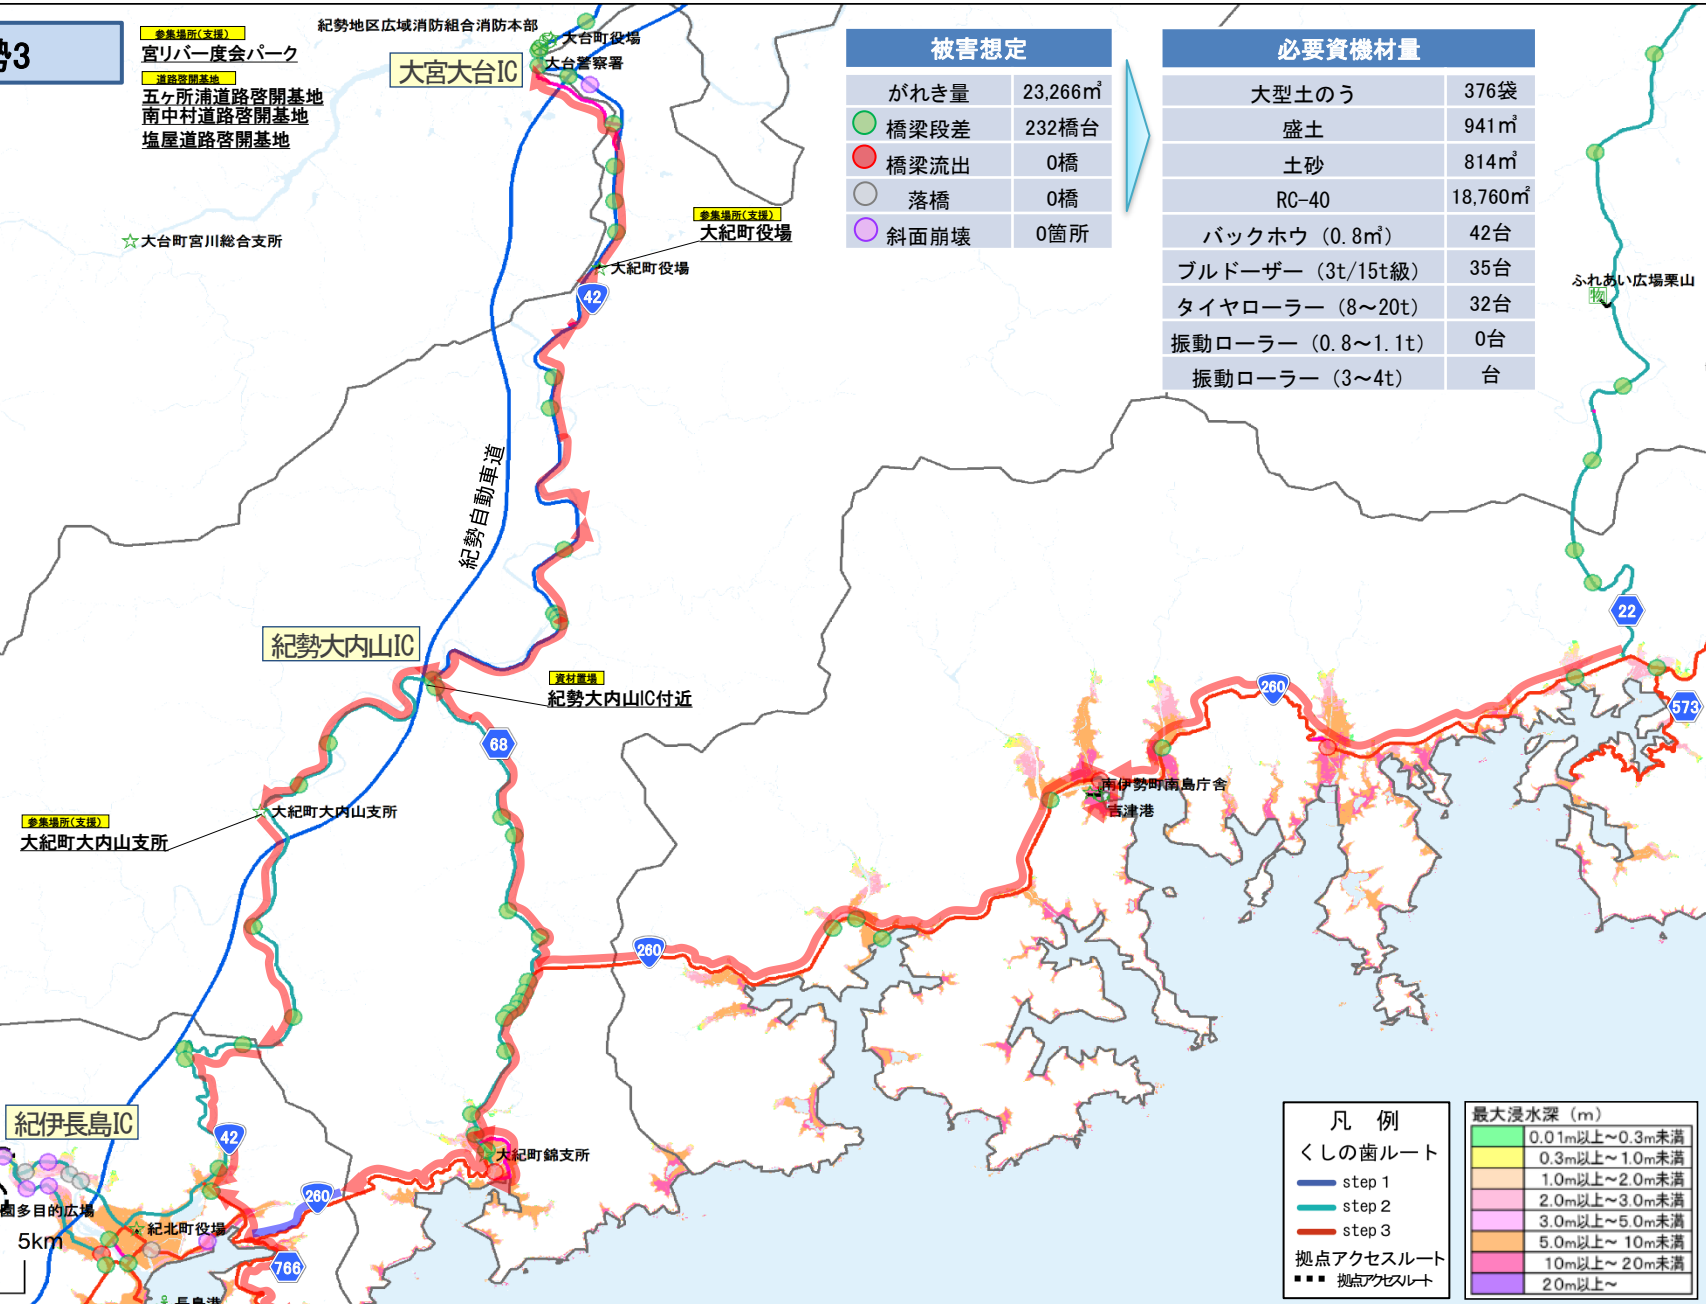 勢3
参集場所(支援)
宮リバー度会パーク
道路啓開基地
五ヶ所浦道路啓開基地
南中村道路啓開基地
塩屋道路啓開基地
紀勢地区広域消防組合消防本部
大台町役場
大台警察署
大宮大台IC
大台町宮川総合支所
参集場所(支援)
大紀町役場
大紀町役場
42
被害想定
がれき量 23,266㎥
橋梁段差 232橋台
橋梁流出 0橋
落橋 0橋
斜面崩壊 0箇所
必要資機材量
大型土のう 376袋
盛土 941㎥
土砂 814㎥
RC-40 18,760㎡
バックホウ（0.8㎥） 42台
ブルドーザー（3t/15t級） 35台
タイヤローラー（8～20t） 32台
振動ローラー（0.8～1.1t） 0台
振動ローラー（3～4t） 台
ふれあい広場栗山
物
紀勢自動車道
22
紀勢大内山IC
資材置場
紀勢大内山IC付近
68
260
573
大紀町大内山支所
参集場所(支援)
大紀町大内山支所
南伊勢町南島庁舎
吉津港
260
紀伊長島IC
42
大紀町錦支所
260
園多目的広場
紀北町役場
5km
766
長島港
凡 例
くしの歯ルート
step 1
step 2
step 3
拠点アクセスルート
拠点アクセスルート
最大浸水深（m）
0.01m以上～0.3m未満
0.3m以上～1.0m未満
1.0m以上～2.0m未満
2.0m以上～3.0m未満
3.0m以上～5.0m未満
5.0m以上～ 10m未満
10m以上～ 20m未満
20m以上～